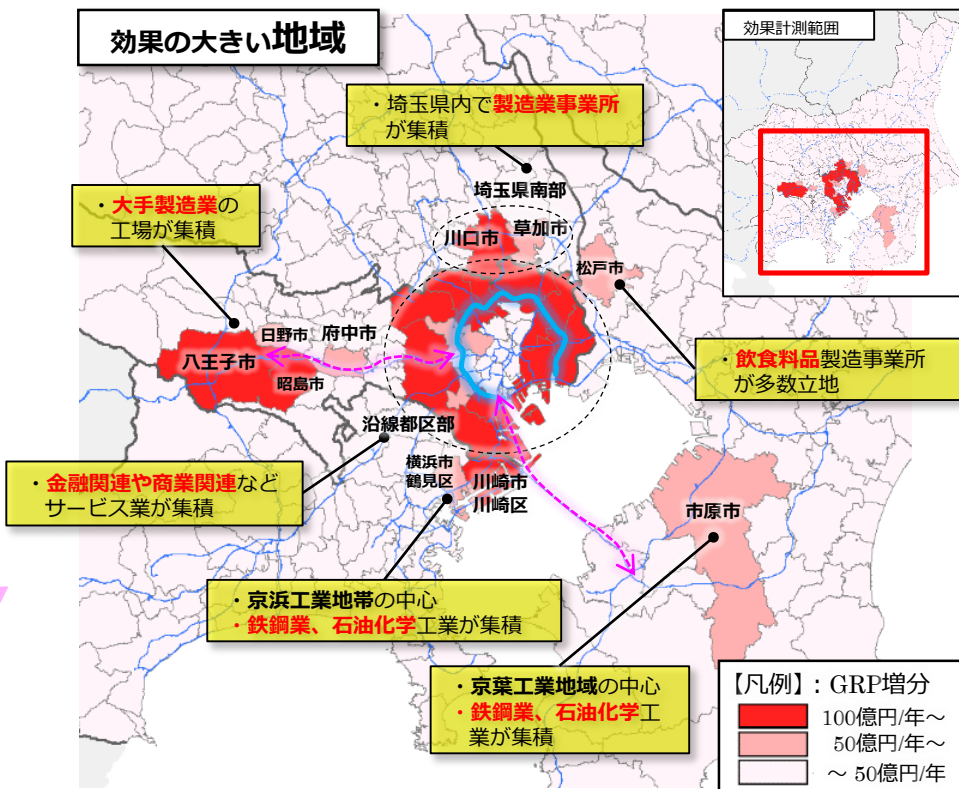 効果の大きい地域
効果計測範囲
・埼玉県内で製造業事業所
が集積
埼玉県南部
・大手製造業の
工場が集積
川口市
草加市
松戸市
日野市
府中市
八王子市
昭島市
・飲食料品製造事業所
が多数立地
沿線都区部
・金融関連や商業関連など
サービス業が集積
横浜市
鶴見区
川崎市
川崎区
市原市
・京浜工業地帯の中心
・鉄鋼業、石油化学工業が集積
・京葉工業地域の中心
・鉄鋼業、石油化学工
業が集積
【凡例】：GRP増分
100億円/年～
50億円/年～
～ 50億円/年